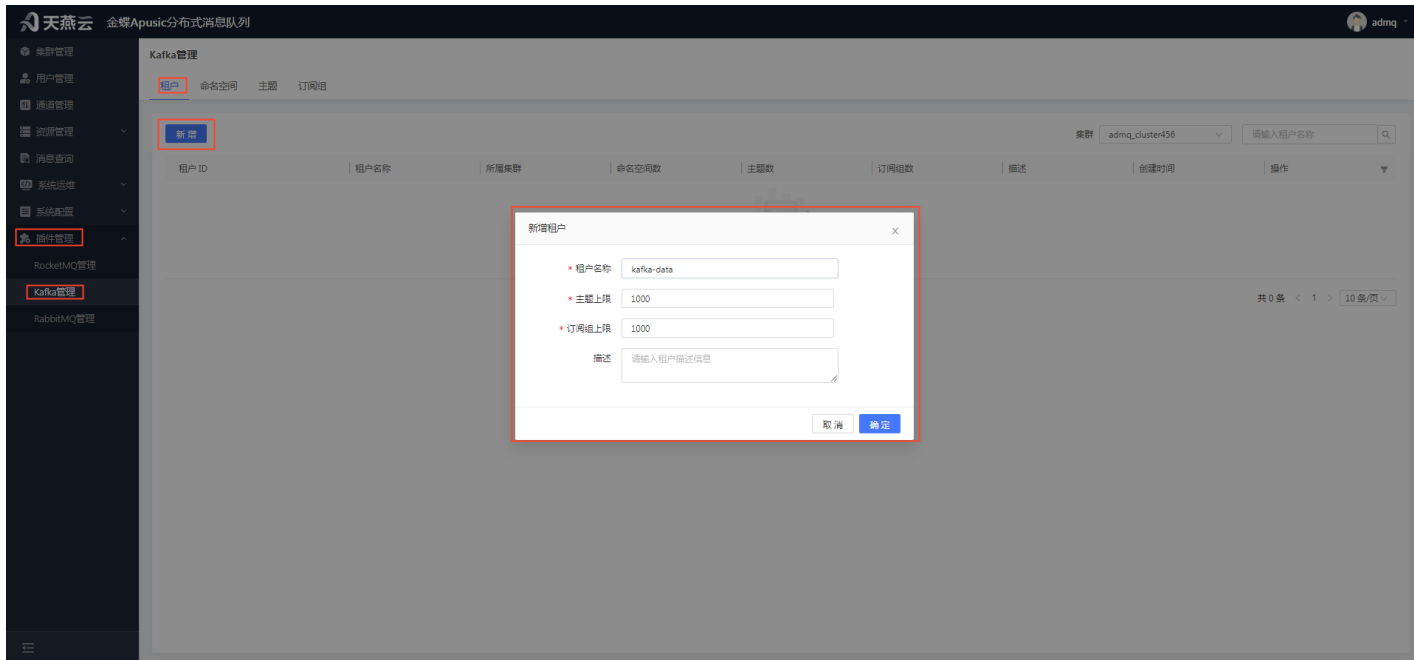 天燕云 金蝶Apusic分布式消息队列 admq
集群管理
用户管理
通道管理
资源管理
消息查询
系统运维
系统配置
插件管理
RocketMQ管理
Kafka管理
RabbitMQ管理
Kafka管理
租户 命名空间 主题 订阅组
新增 集群 admq_cluster456 请输入租户名称
租户ID 租户名称 所属集群 命名空间数 主题数 订阅组数 描述 创建时间 操作
新增租户
* 租户名称 kafka-data
* 主题上限 1000
* 订阅组上限 1000
描述 请输入租户描述信息
取消 确定
共0条 < 1 > 10条/页